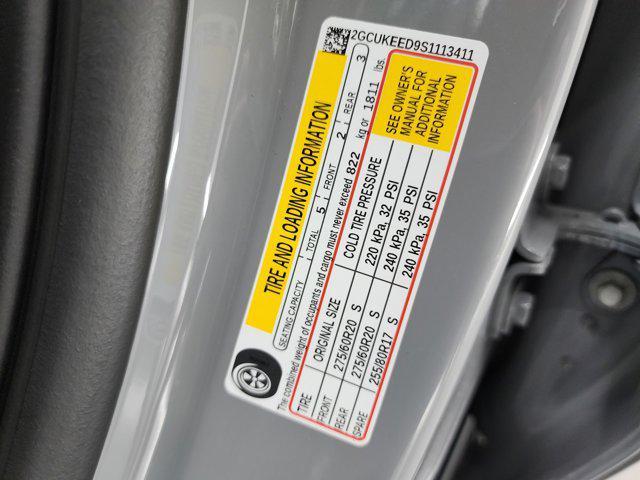 2GCUKEED9S1113411
TIRE AND LOADING INFORMATION
SEATING CAPACITY TOTAL 5 FRONT 2 REAR 3
The combined weight of occupants and cargo must never exceed 822 kg or 1811 lbs.
TIRE ORIGINAL SIZE COLD TIRE PRESSURE
FRONT 275/60R20 S 220 kPa, 32 PSI
REAR 275/60R20 S 240 kPa, 35 PSI
SPARE 255/80R17 S 240 kPa, 35 PSI
SEE OWNER'S
MANUAL FOR
ADDITIONAL
INFORMATION